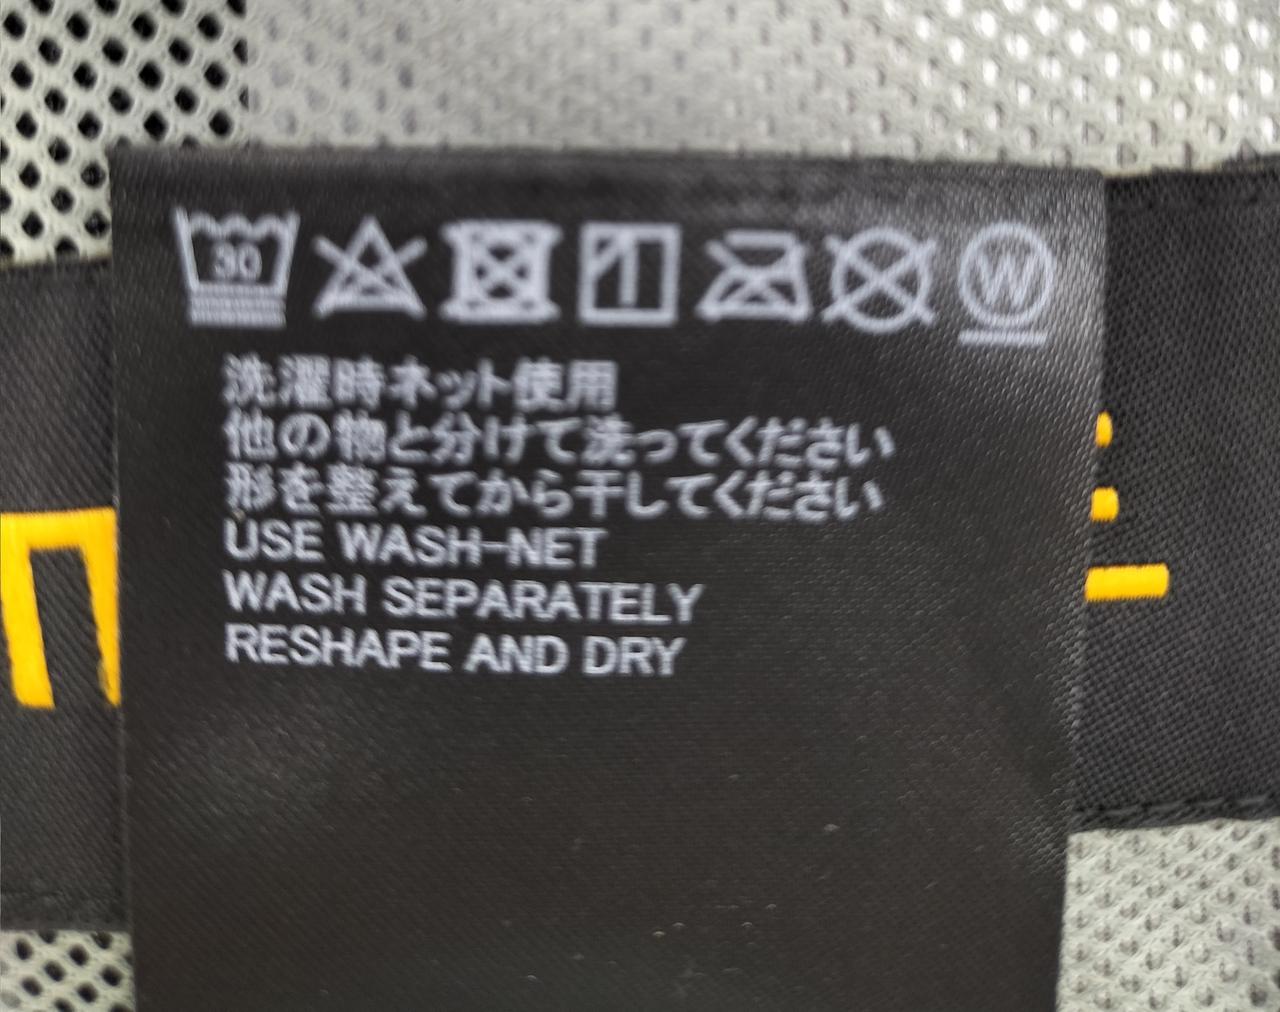 30
W
洗濯時ネット使用
他の物と分けて洗ってください
形を整えてから干してください
USE WASH-NET
WASH SEPARATELY
RESHAPE AND DRY